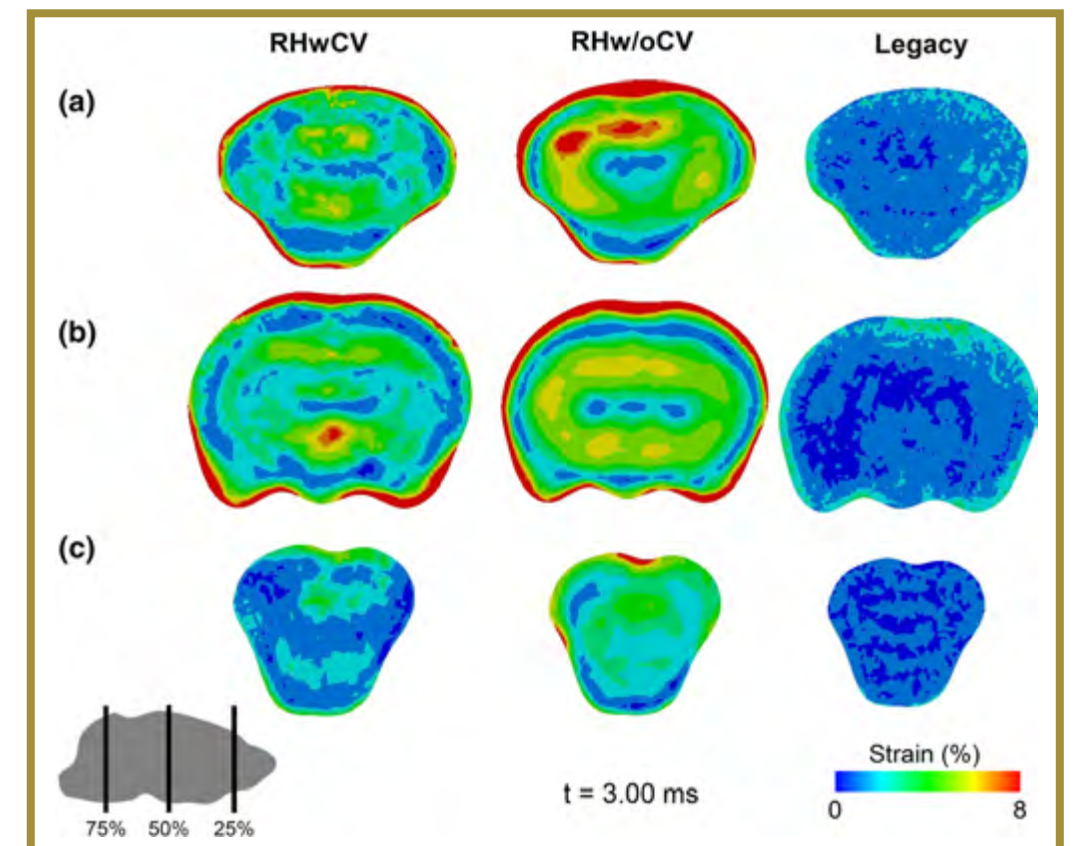 RHwCV RHw/oCV Legacy
(a)
(b)
(c)
Strain (%)
0 8
t = 3.00 ms
75% 50% 25%